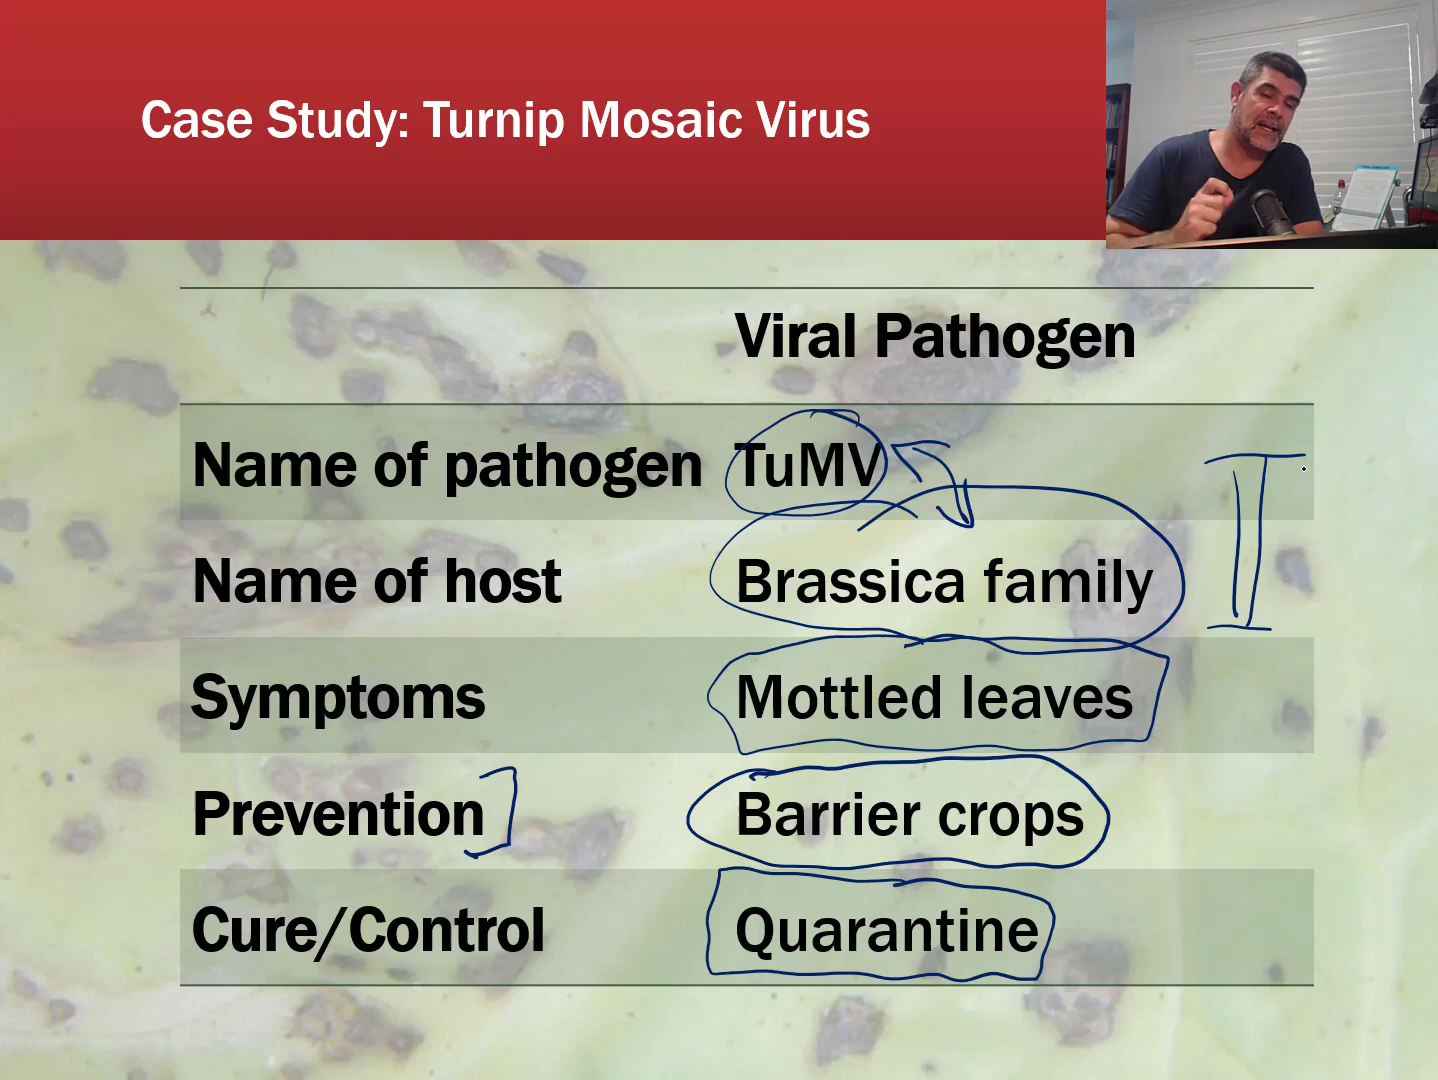 Case Study: Turnip Mosaic Virus
Viral Pathogen
Name of pathogen TuMV
Name of host Brassica family
Symptoms Mottled leaves
Prevention Barrier crops
Cure/Control Quarantine